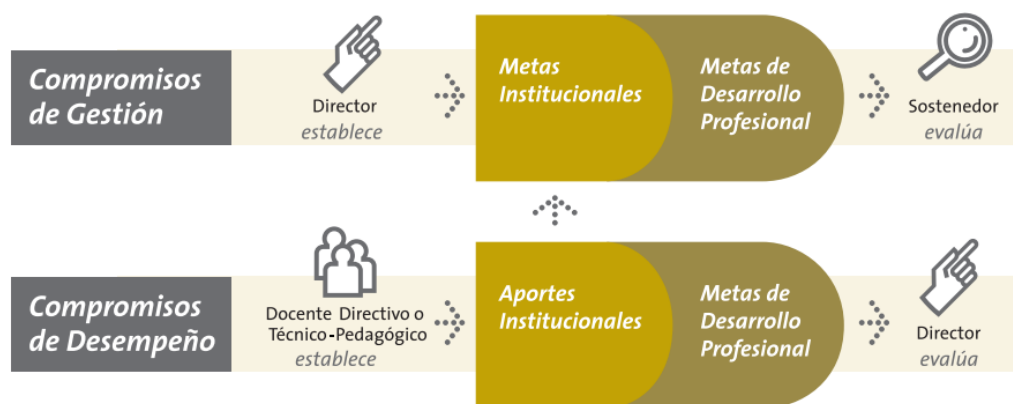 Compromisos
de Gestión
Director
establece
Metas
Institucionales
Metas de
Desarrollo
Profesional
Sostenedor
evalúa
Compromisos
de Desempeño
Docente Directivo o
Técnico-Pedagógico
establece
Aportes
Institucionales
Metas de
Desarrollo
Profesional
Director
evalúa